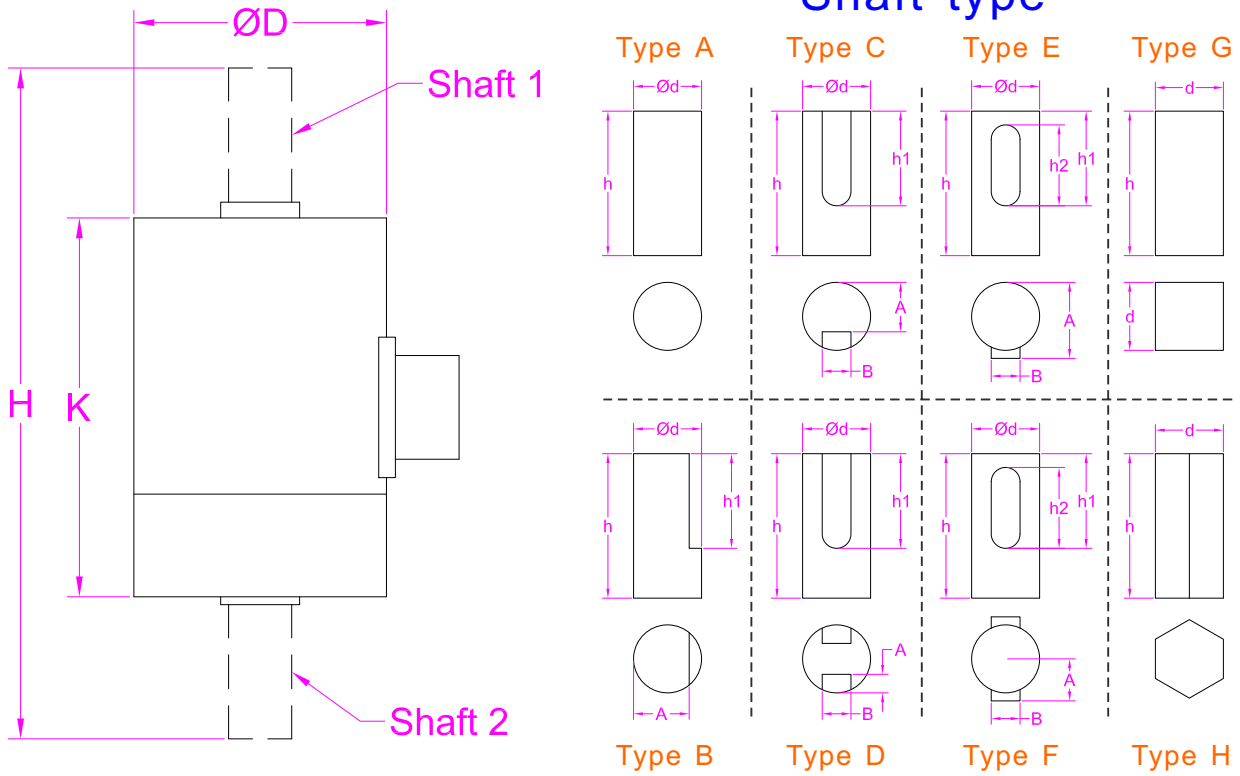 Shaft type
ØD
Shaft 1
H
K
Shaft 2
Type A
Type C
Type E
Type G
Ød
Ød
Ød
d
h
h
h1
h
h2
h1
h
A
B
A
B
d
Ød
Ød
Ød
d
h
h1
h
h1
h
h2
h1
h
A
A
B
A
B
Type B
Type D
Type F
Type H